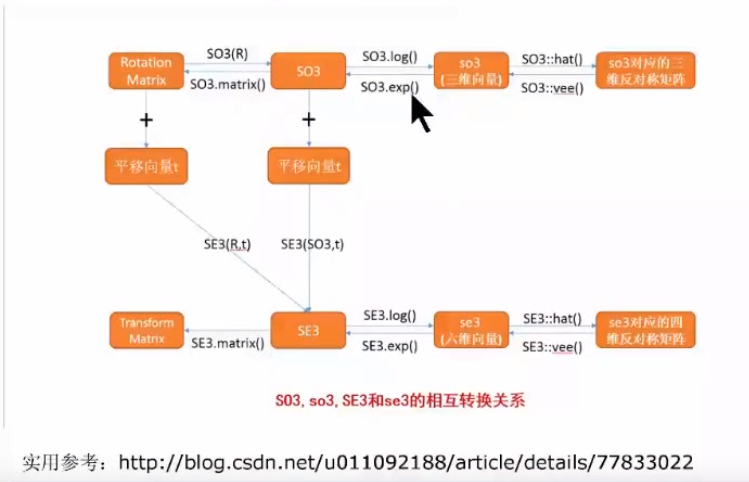 Rotation
Matrix
SO3(R)
SO3.matrix()
SO3
SO3.log()
SO3.exp()
so3
(三维向量)
SO3::hat()
SO3::vee()
so3对应的三
维反对称矩阵
+
+
平移向量t
平移向量t
SE3(R,t)
SE3(SO3,t)
Transform
Matrix
SE3.matrix()
SE3
SE3.log()
SE3.exp()
se3
(六维向量)
SE3::hat()
SE3::vee()
se3对应的四
维反对称矩阵
SO3,so3,SE3和se3的相互转换关系
实用参考：http://blog.csdn.net/u011092188/article/details/77833022